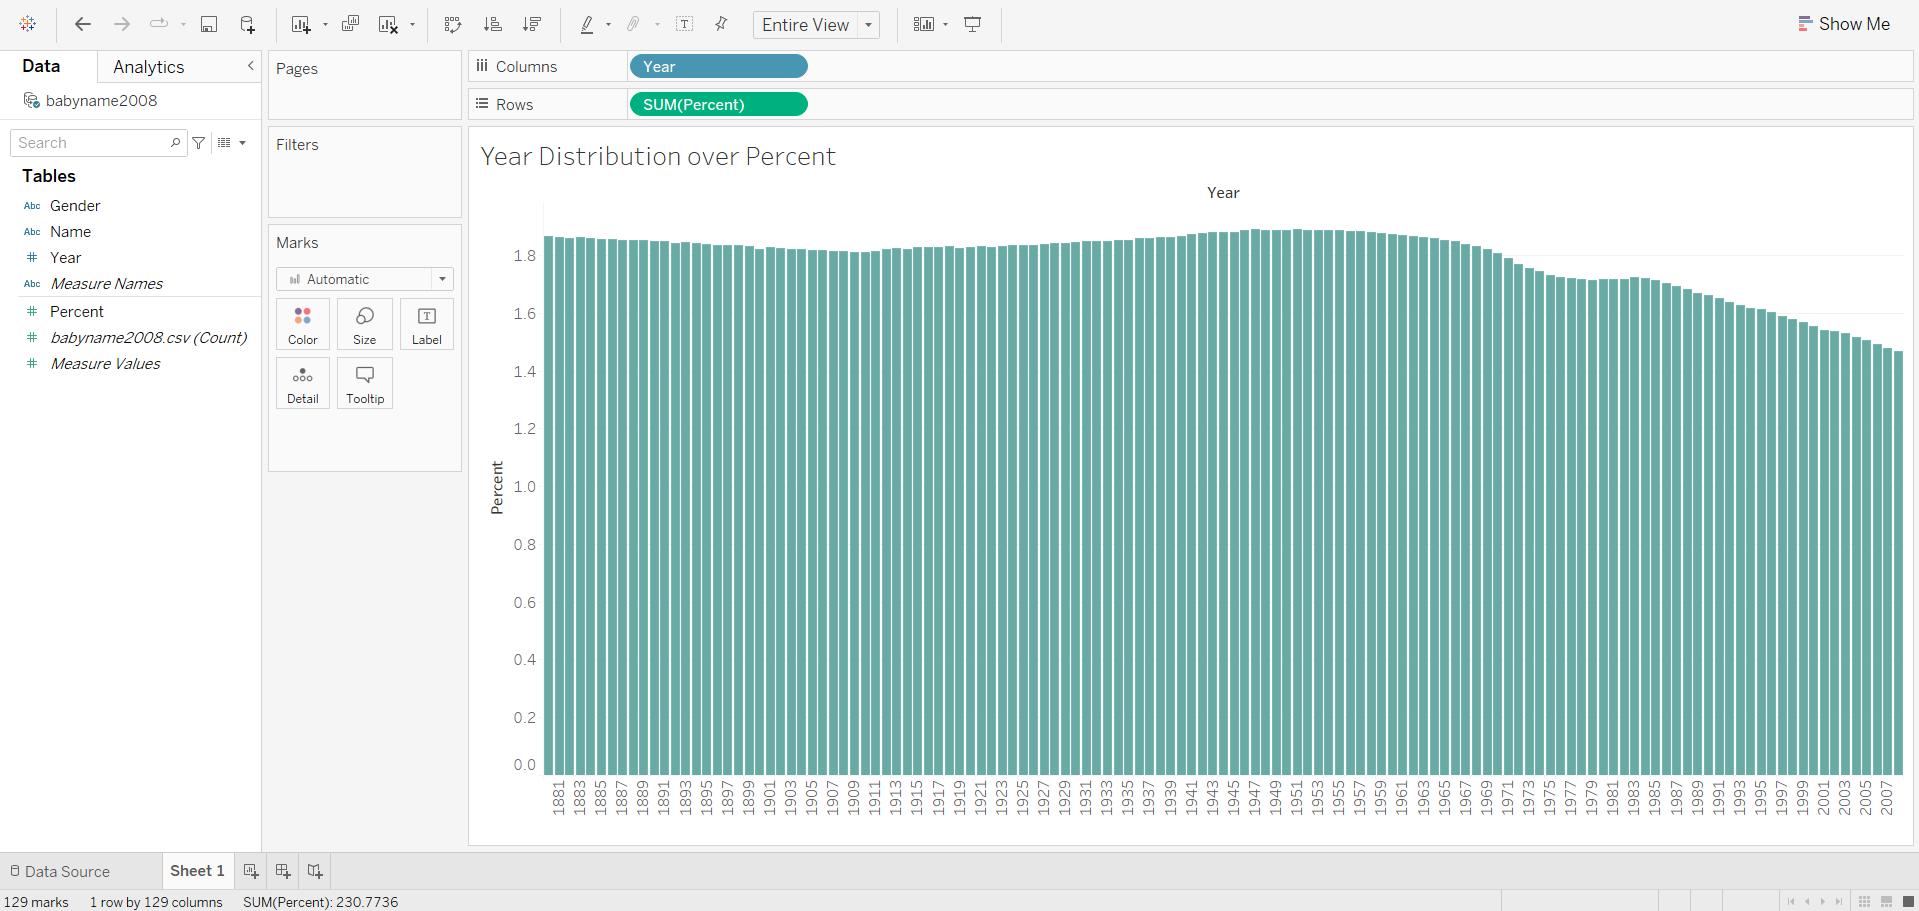 Entire View
Show Me
Data
Analytics
babyname2008
Search
Tables
Abc Gender
Abc Name
Year
Abc Measure Names
Percent
babyname2008.csv (Count)
Measure Values
Pages
Filters
Marks
Automatic
Color
Size
Label
Detail
Tooltip
Columns
Year
Rows
SUM(Percent)
Year Distribution over Percent
Year
Percent
1.8
1.6
1.4
1.2
1.0
0.8
0.6
0.4
0.2
0.0
1881 1883 1885 1887 1889 1891 1893 1895 1897 1899 1901 1903 1905 1907 1909 1911 1913 1915 1917 1919 1921 1923 1925 1927 1929 1931 1933 1935 1937 1939 1941 1943 1945 1947 1949 1951 1953 1955 1957 1959 1961 1963 1965 1967 1969 1971 1973 1975 1977 1979 1981 1983 1985 1987 1989 1991 1993 1995 1997 1999 2001 2003 2005 2007
Data Source
Sheet 1
129 marks
1 row by 129 columns
SUM(Percent): 230.7736